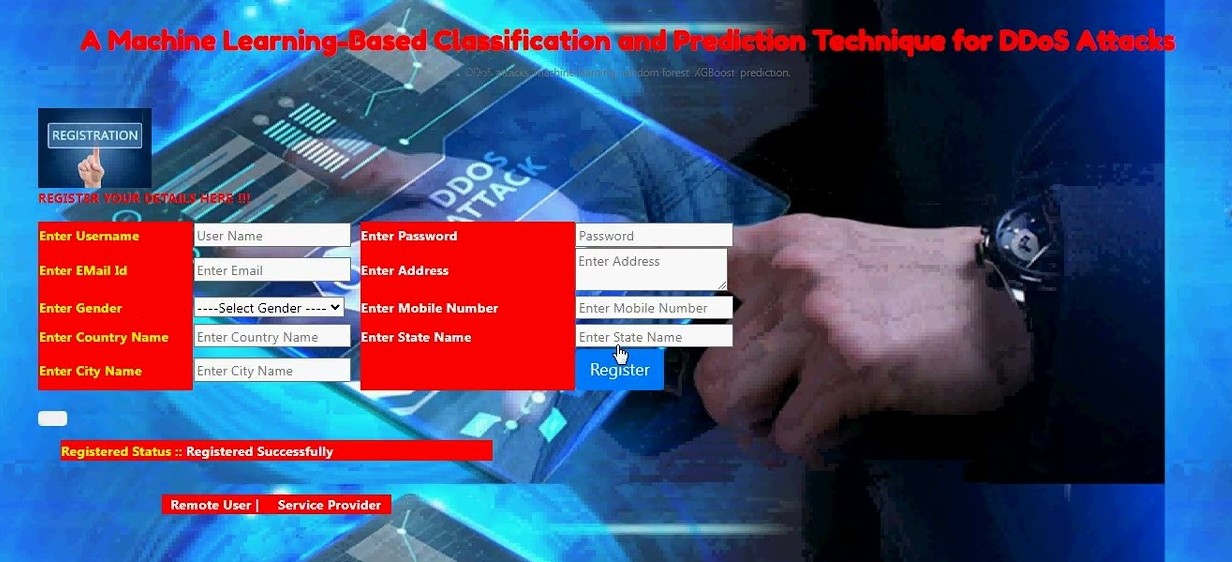 A Machine Learning-Based Classification and Prediction Technique for DDoS Attacks
DDoS attacks, machine learning, random forest, XGBoost, prediction.
REGISTRATION
REGISTER YOUR DETAILS HERE !!!
DDOS
ATTACK
Enter Username User Name Enter Password Password
Enter EMail Id Enter Email Enter Address Enter Address
Enter Gender ----Select Gender ---- Enter Mobile Number Enter Mobile Number
Enter Country Name Enter Country Name Enter State Name Enter State Name
Enter City Name Enter City Name Register
Registered Status :: Registered Successfully
Remote User | Service Provider